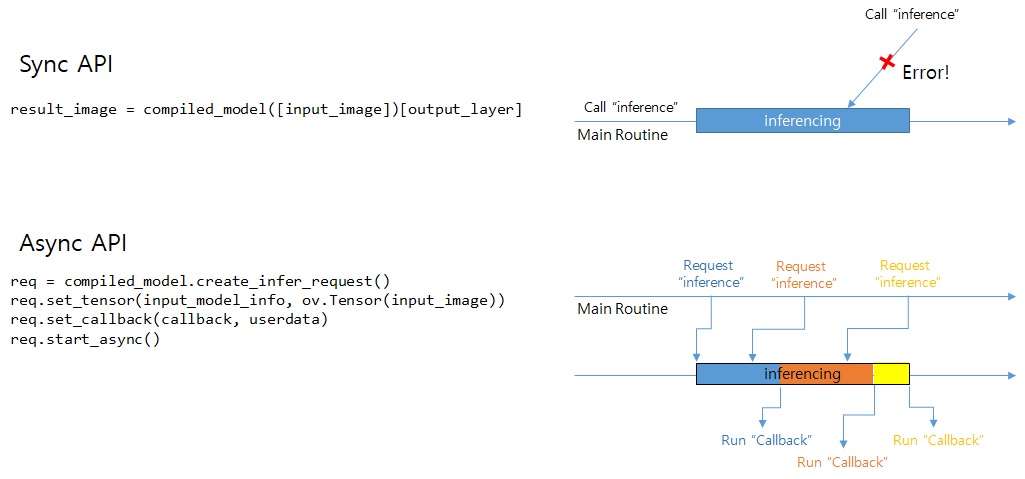 Sync API
result_image = compiled_model([input_image])[output_layer]
Call “inference”
Error!
Call “inference”
inferencing
Main Routine
Async API
req = compiled_model.create_infer_request()
req.set_tensor(input_model_info, ov.Tensor(input_image))
req.set_callback(callback, userdata)
req.start_async()
Request
“inference”
Request
“inference”
Request
“inference”
Main Routine
inferencing
Run “Callback”
Run “Callback”
Run “Callback”